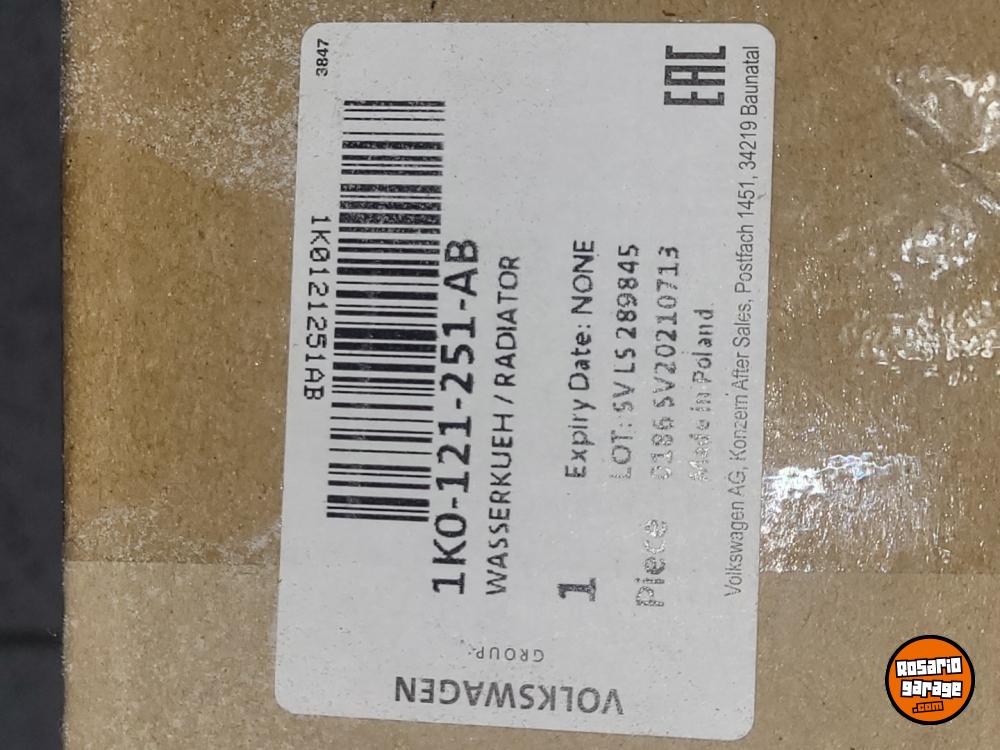 3847
1K0121251AB
1K0-121-251-AB
WASSERKUEH / RADIATOR
1
Piece
Expiry Date: NONE
LOT: SV LS 289845
0186 SV20210713
Made in Poland
EAC
Volkswagen AG, Konzern After Sales, Postfach 1451, 34219 Baunatal
VOLKSWAGEN
GROUP
Rosario
garage
.com